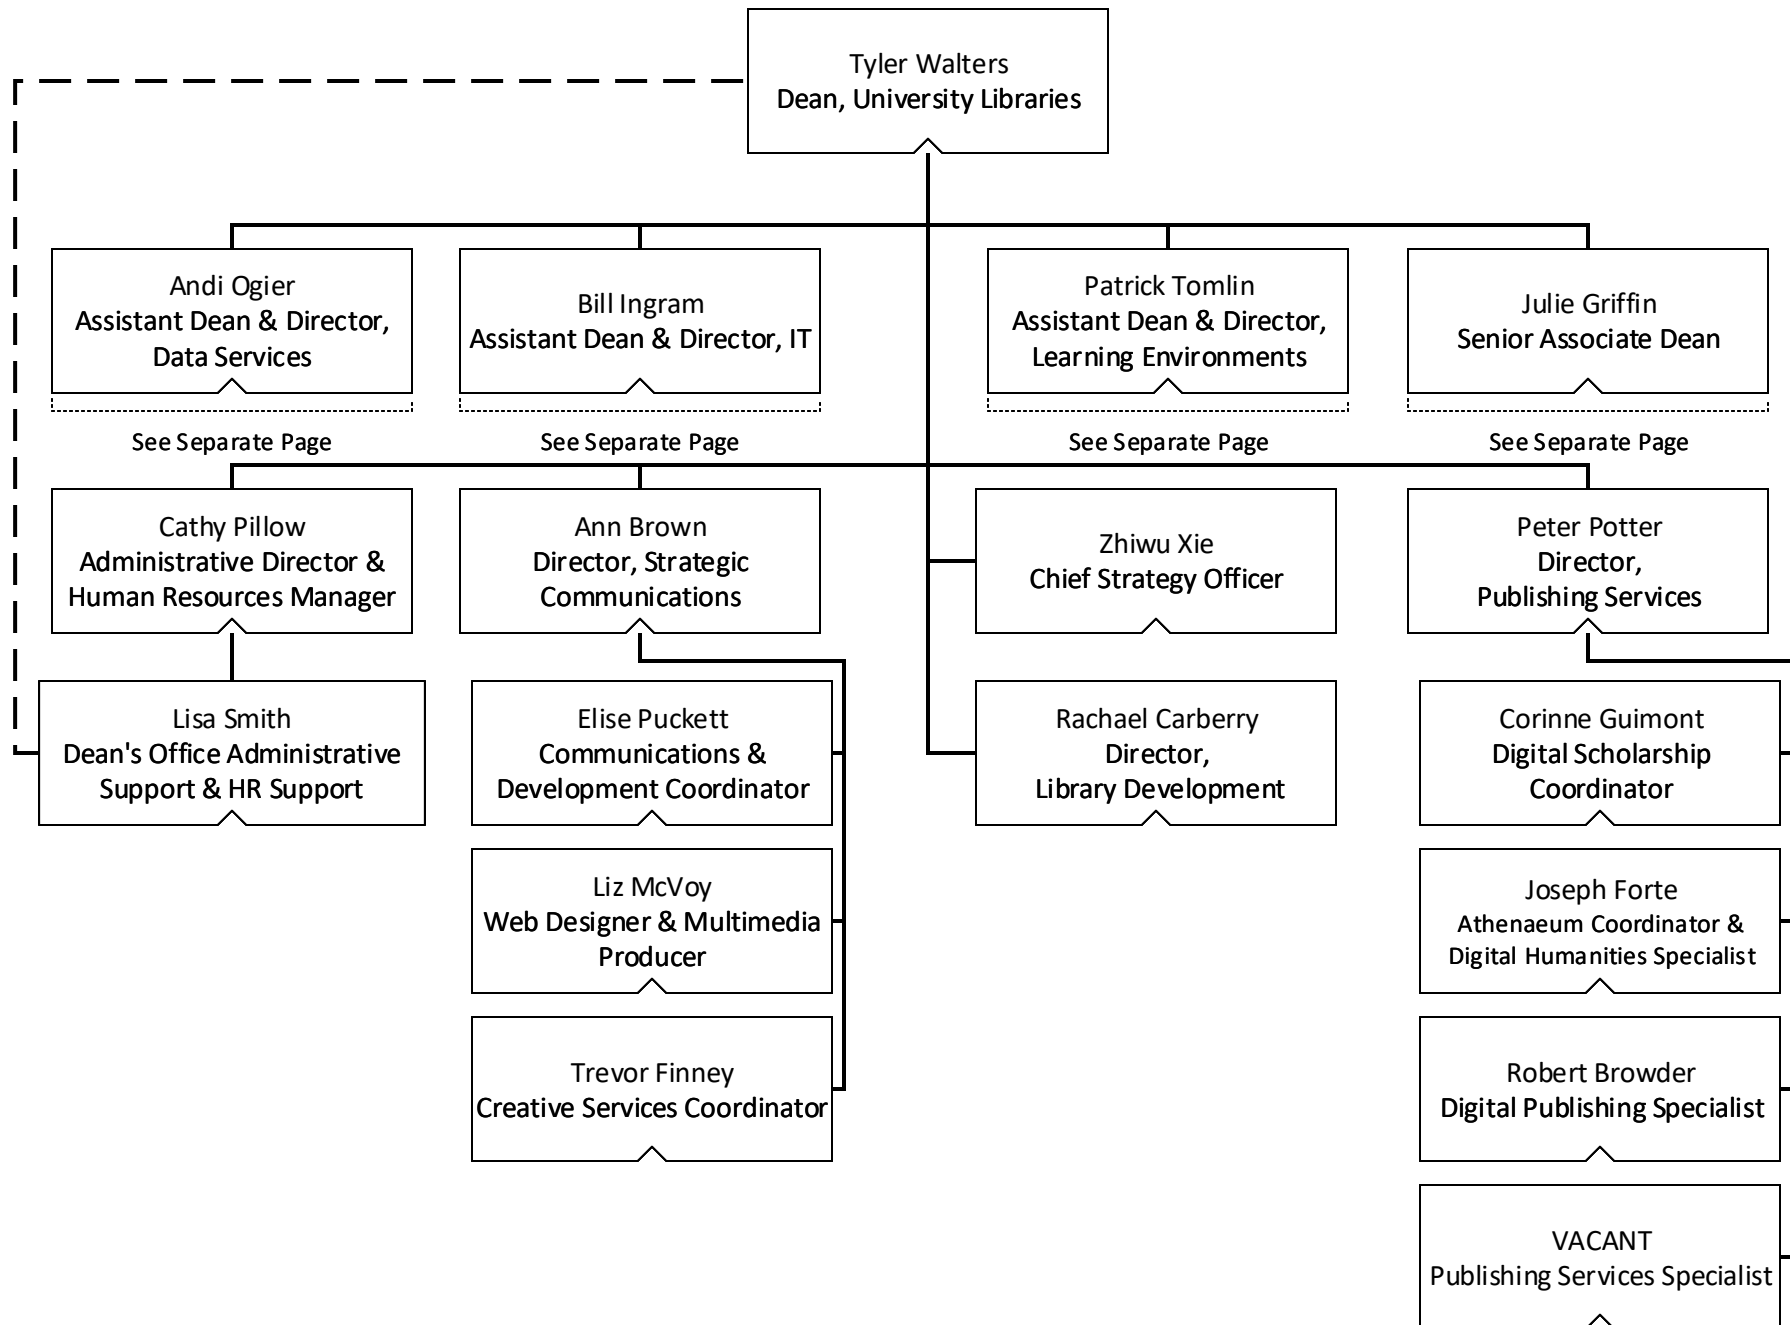 Tyler Walters
Dean, University Libraries
Andi Ogier
Assistant Dean & Director,
Data Services
Bill Ingram
Assistant Dean & Director, IT
Patrick Tomlin
Assistant Dean & Director,
Learning Environments
Julie Griffin
Senior Associate Dean
See Separate Page
See Separate Page
See Separate Page
See Separate Page
Cathy Pillow
Administrative Director &
Human Resources Manager
Ann Brown
Director, Strategic
Communications
Zhiwu Xie
Chief Strategy Officer
Peter Potter
Director,
Publishing Services
Lisa Smith
Dean's Office Administrative
Support & HR Support
Elise Puckett
Communications &
Development Coordinator
Rachael Carberry
Director,
Library Development
Corinne Guimont
Digital Scholarship
Coordinator
Liz McVoy
Web Designer & Multimedia
Producer
Joseph Forte
Athenaeum Coordinator &
Digital Humanities Specialist
Trevor Finney
Creative Services Coordinator
Robert Browder
Digital Publishing Specialist
VACANT
Publishing Services Specialist